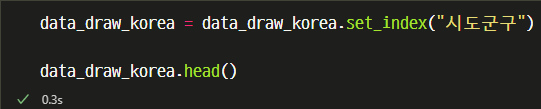 data_draw_korea = data_draw_korea.set_index("시도군구")
data_draw_korea.head()
0.3s